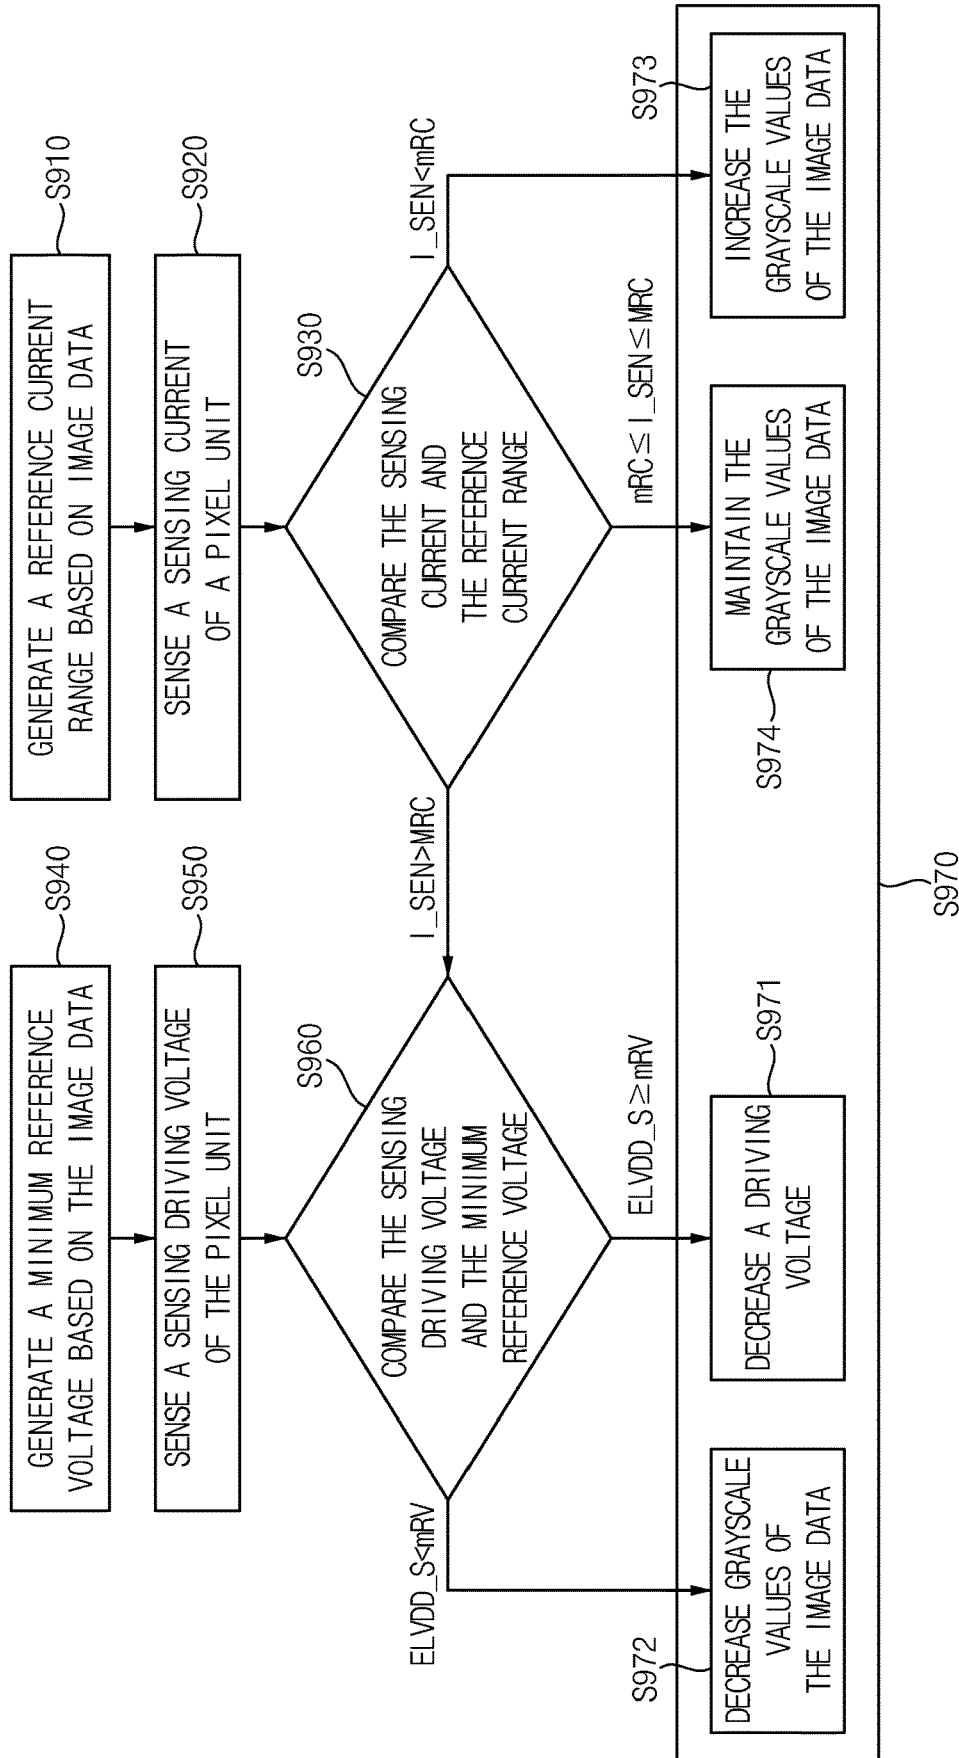 GENERATE A MINIMUM REFERENCE
VOLTAGE BASED ON THE IMAGE DATA
S940
GENERATE A REFERENCE CURRENT
RANGE BASED ON IMAGE DATA
S910
SENSE A SENSING DRIVING VOLTAGE
OF THE PIXEL UNIT
S950
SENSE A SENSING CURRENT
OF A PIXEL UNIT
S920
S960
COMPARE THE SENSING
DRIVING VOLTAGE
AND THE MINIMUM
REFERENCE VOLTAGE
S930
COMPARE THE SENSING
CURRENT AND
THE REFERENCE
CURRENT RANGE
ELVDD_S<mRV
I_SEN>MRC
I_SEN<mRC
ELVDD_S≥mRV
mRC≤I_SEN≤MRC
S972
DECREASE GRAYSCALE
VALUES OF
THE IMAGE DATA
S971
DECREASE A DRIVING
VOLTAGE
S974
MAINTAIN THE
GRAYSCALE VALUES
OF THE IMAGE DATA
S973
INCREASE THE
GRAYSCALE VALUES
OF THE IMAGE DATA
S970